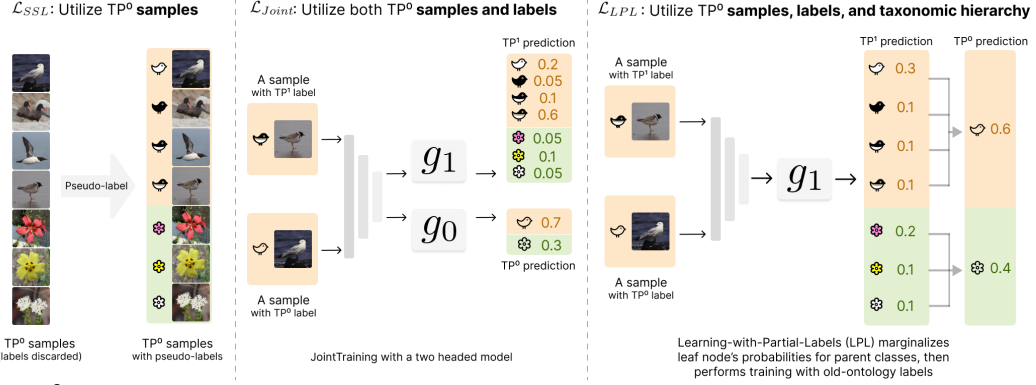 ℒ_SSL: Utilize TP⁰ samples
TP⁰ samples
labels discarded)
Pseudo-label
TP⁰ samples
with pseudo-labels
ℒ_Joint: Utilize both TP⁰ samples and labels
A sample
with TP¹ label
A sample
with TP⁰ label
g₁
g₀
TP¹ prediction
0.2
0.05
0.1
0.6
0.05
0.1
0.05
0.7
0.3
TP⁰ prediction
JointTraining with a two headed model
ℒ_LPL: Utilize TP⁰ samples, labels, and taxonomic hierarchy
A sample
with TP¹ label
A sample
with TP⁰ label
g₁
TP¹ prediction
0.3
0.1
0.1
0.1
0.2
0.1
0.1
TP⁰ prediction
0.6
0.4
Learning-with-Partial-Labels (LPL) marginalizes
leaf node's probabilities for parent classes, then
performs training with old-ontology labels